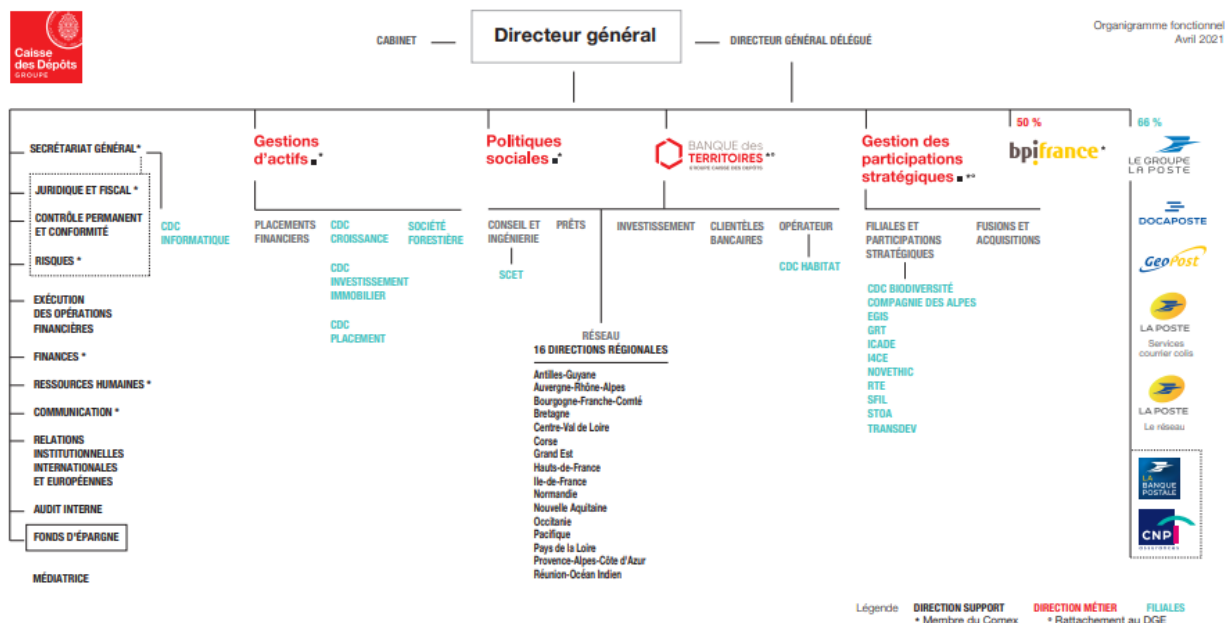 Caisse
des Dépôts
GROUPE
CABINET
Directeur général
DIRECTEUR GÉNÉRAL DÉLÉGUÉ
Organigramme fonctionnel
Avril 2021
SECRÉTARIAT GÉNÉRAL*
JURIDIQUE ET FISCAL *
CONTRÔLE PERMANENT
ET CONFORMITÉ
RISQUES *
CDC
INFORMATIQUE
EXÉCUTION
DES OPÉRATIONS
FINANCIÈRES
FINANCES *
RESSOURCES HUMAINES *
COMMUNICATION *
RELATIONS
INSTITUTIONNELLES
INTERNATIONALES
ET EUROPÉENNES
AUDIT INTERNE
FONDS D'ÉPARGNE
MÉDIATRICE
Gestions
d'actifs ■*
PLACEMENTS
FINANCIERS
CDC
CROISSANCE
CDC
INVESTISSEMENT
IMMOBILIER
CDC
PLACEMENT
SOCIÉTÉ
FORESTIÈRE
Politiques
sociales ■*
BANQUE des
TERRITOIRES *°
GROUPE CAISSE DES DÉPÔTS
CONSEIL ET
INGÉNIERIE
SCET
PRÊTS
INVESTISSEMENT
CLIENTÈLES
BANCAIRES
OPÉRATEUR
CDC HABITAT
RÉSEAU
16 DIRECTIONS RÉGIONALES
Antilles-Guyane
Auvergne-Rhône-Alpes
Bourgogne-Franche-Comté
Bretagne
Centre-Val de Loire
Corse
Grand Est
Hauts-de-France
Ile-de-France
Normandie
Nouvelle Aquitaine
Occitanie
Pacifique
Pays de la Loire
Provence-Alpes-Côte d'Azur
Réunion-Océan Indien
Gestion des
participations
stratégiques ■*°
FILIALES ET
PARTICIPATIONS
STRATÉGIQUES
CDC BIODIVERSITÉ
COMPAGNIE DES ALPES
EGIS
GRT
ICADE
I4CE
NOVETHIC
RTE
SFIL
STOA
TRANSDEV
FUSIONS ET
ACQUISITIONS
50 %
bpifrance *
66 %
LE GROUPE
LA POSTE
DOCAPOSTE
GeoPost
LA POSTE
Services
courrier colis
LA POSTE
Le réseau
LA
BANQUE
POSTALE
CNP
assurances
Légende DIRECTION SUPPORT DIRECTION MÉTIER FILIALES
* Membre du Comex ° Rattachement au DGE